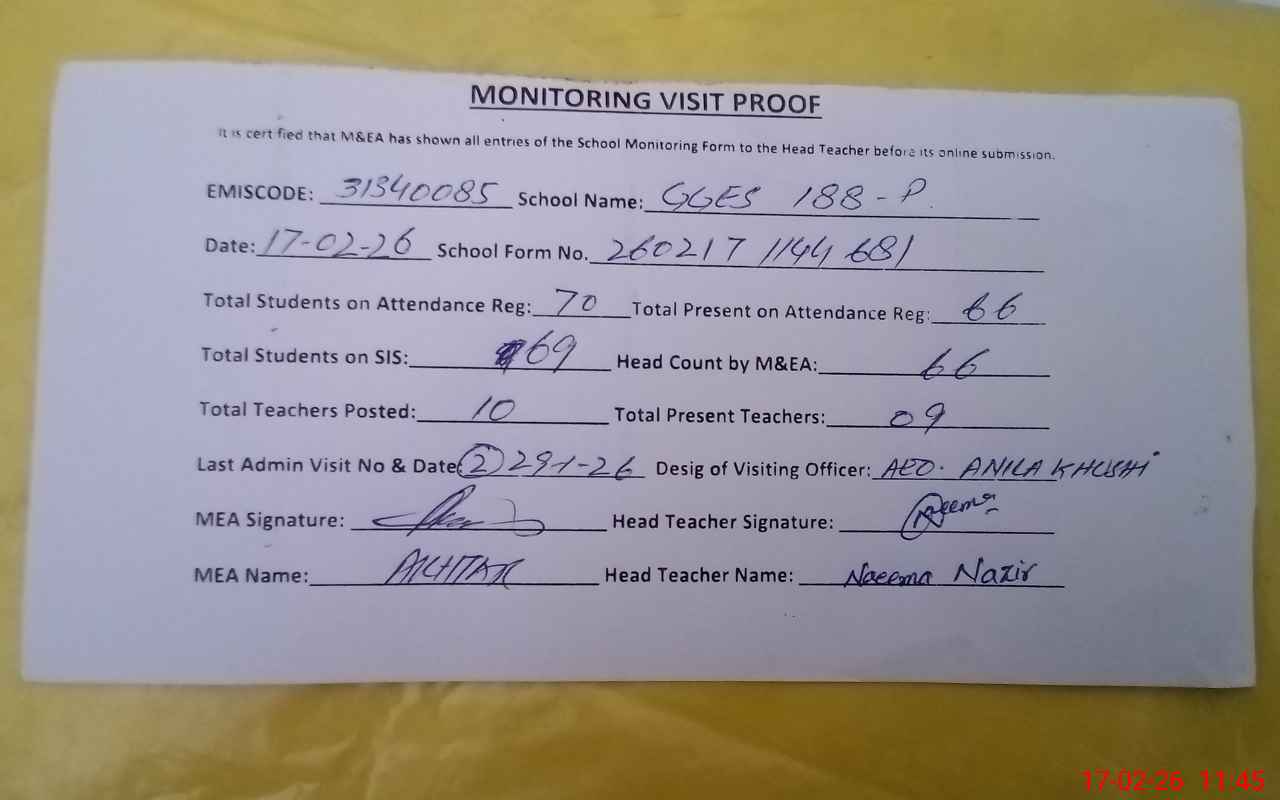 MONITORING VISIT PROOF
It is certified that M&EA has shown all entries of the School Monitoring Form to the Head Teacher before its online submission.
EMISCODE: 31340085 School Name: GGES 188-P.
Date: 17-02-26 School Form No. 260217 1144 681
Total Students on Attendance Reg: 70 Total Present on Attendance Reg: 66
Total Students on SIS: 69 Head Count by M&EA: 66
Total Teachers Posted: 10 Total Present Teachers: 09
Last Admin Visit No & Date (2) 29-1-26 Desig of Visiting Officer: AEO. ANILA KHUSHI
MEA Signature: Head Teacher Signature: Naeema
MEA Name: AKHTAR Head Teacher Name: Naeema Nazir
17-02-26 11:45